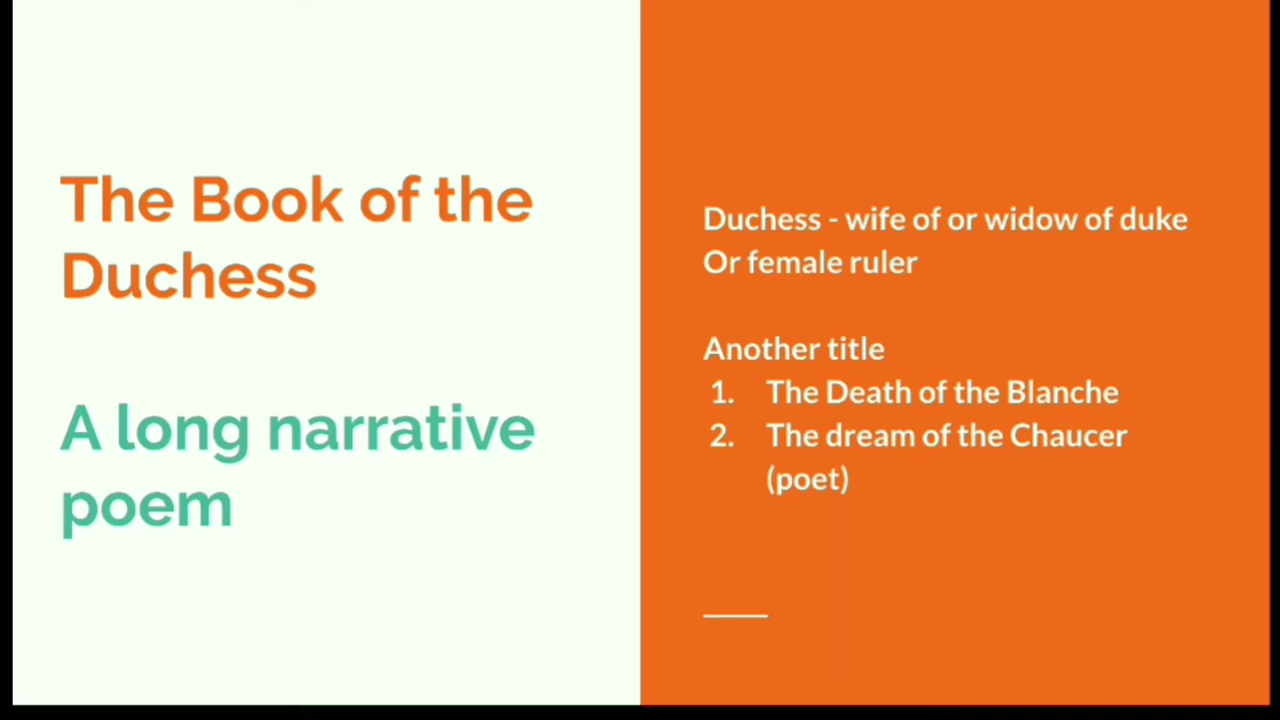 The Book of the
Duchess
A long narrative
poem
Duchess - wife of or widow of duke
Or female ruler
Another title
1. The Death of the Blanche
2. The dream of the Chaucer
(poet)